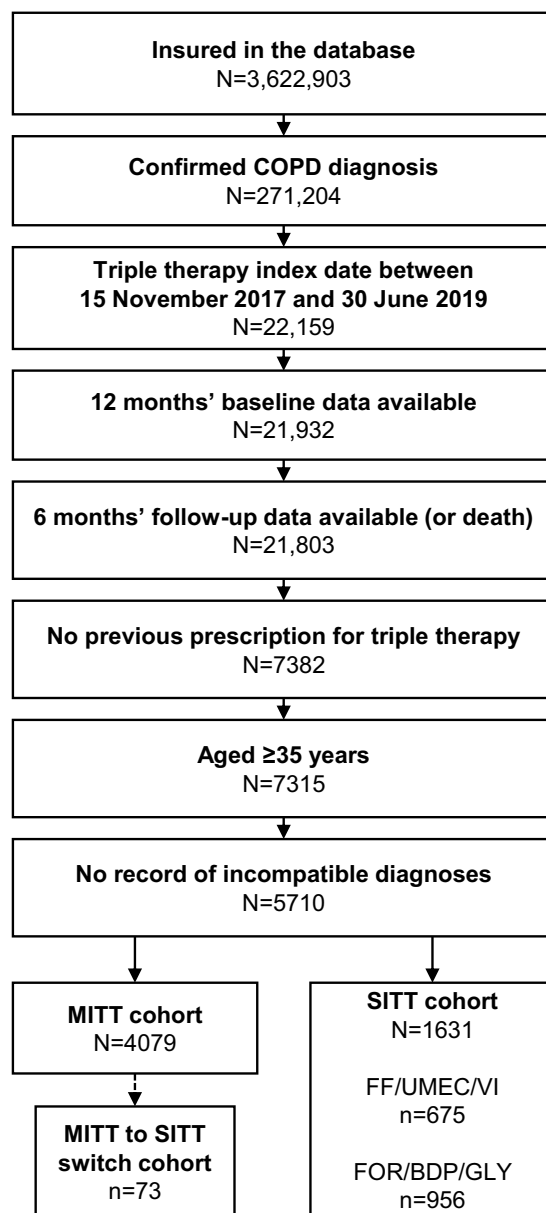 Insured in the database
N=3,622,903
Confirmed COPD diagnosis
N=271,204
Triple therapy index date between
15 November 2017 and 30 June 2019
N=22,159
12 months’ baseline data available
N=21,932
6 months’ follow-up data available (or death)
N=21,803
No previous prescription for triple therapy
N=7382
Aged ≥35 years
N=7315
No record of incompatible diagnoses
N=5710
MITT cohort
N=4079
MITT to SITT
switch cohort
n=73
SITT cohort
N=1631
FF/UMEC/VI
n=675
FOR/BDP/GLY
n=956